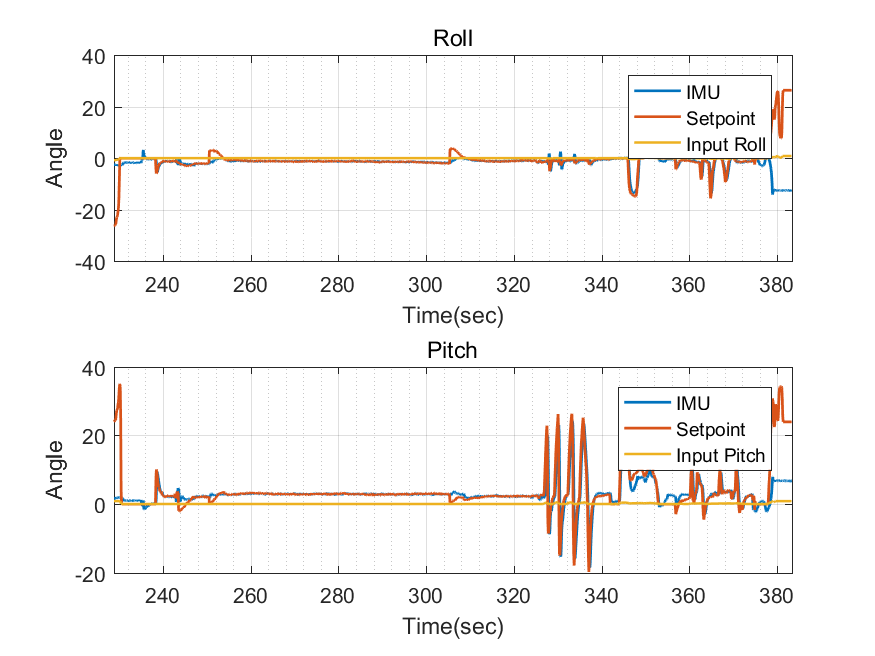 Roll
40
20
0
-20
-40
Angle
IMU
Setpoint
Input Roll
240 260 280 300 320 340 360 380
Time(sec)
Pitch
40
20
0
-20
Angle
IMU
Setpoint
Input Pitch
240 260 280 300 320 340 360 380
Time(sec)